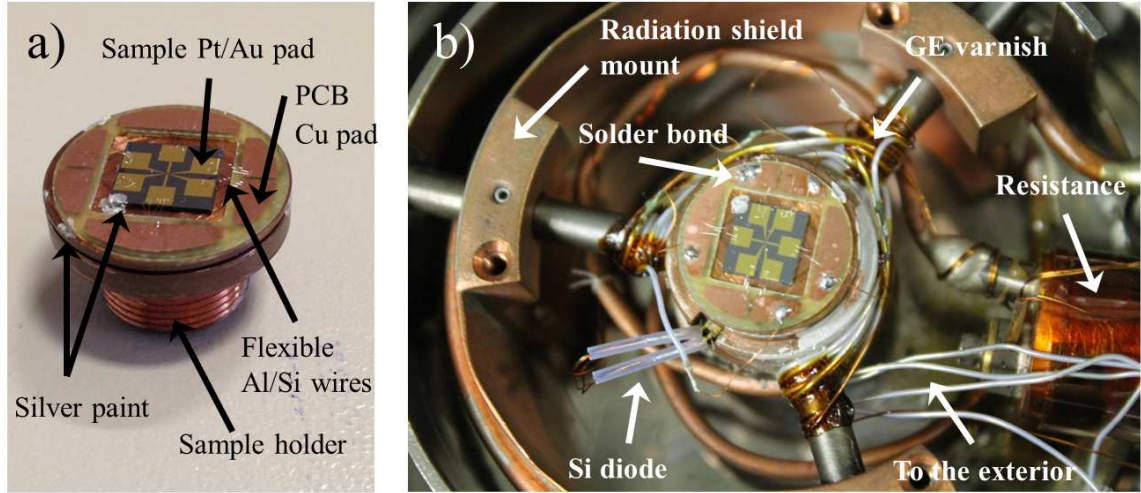 a)
Sample Pt/Au pad
PCB
Cu pad
Flexible
Al/Si wires
Silver paint
Sample holder
b)
Radiation shield
mount
GE varnish
Solder bond
Resistance
Si diode
To the exterior